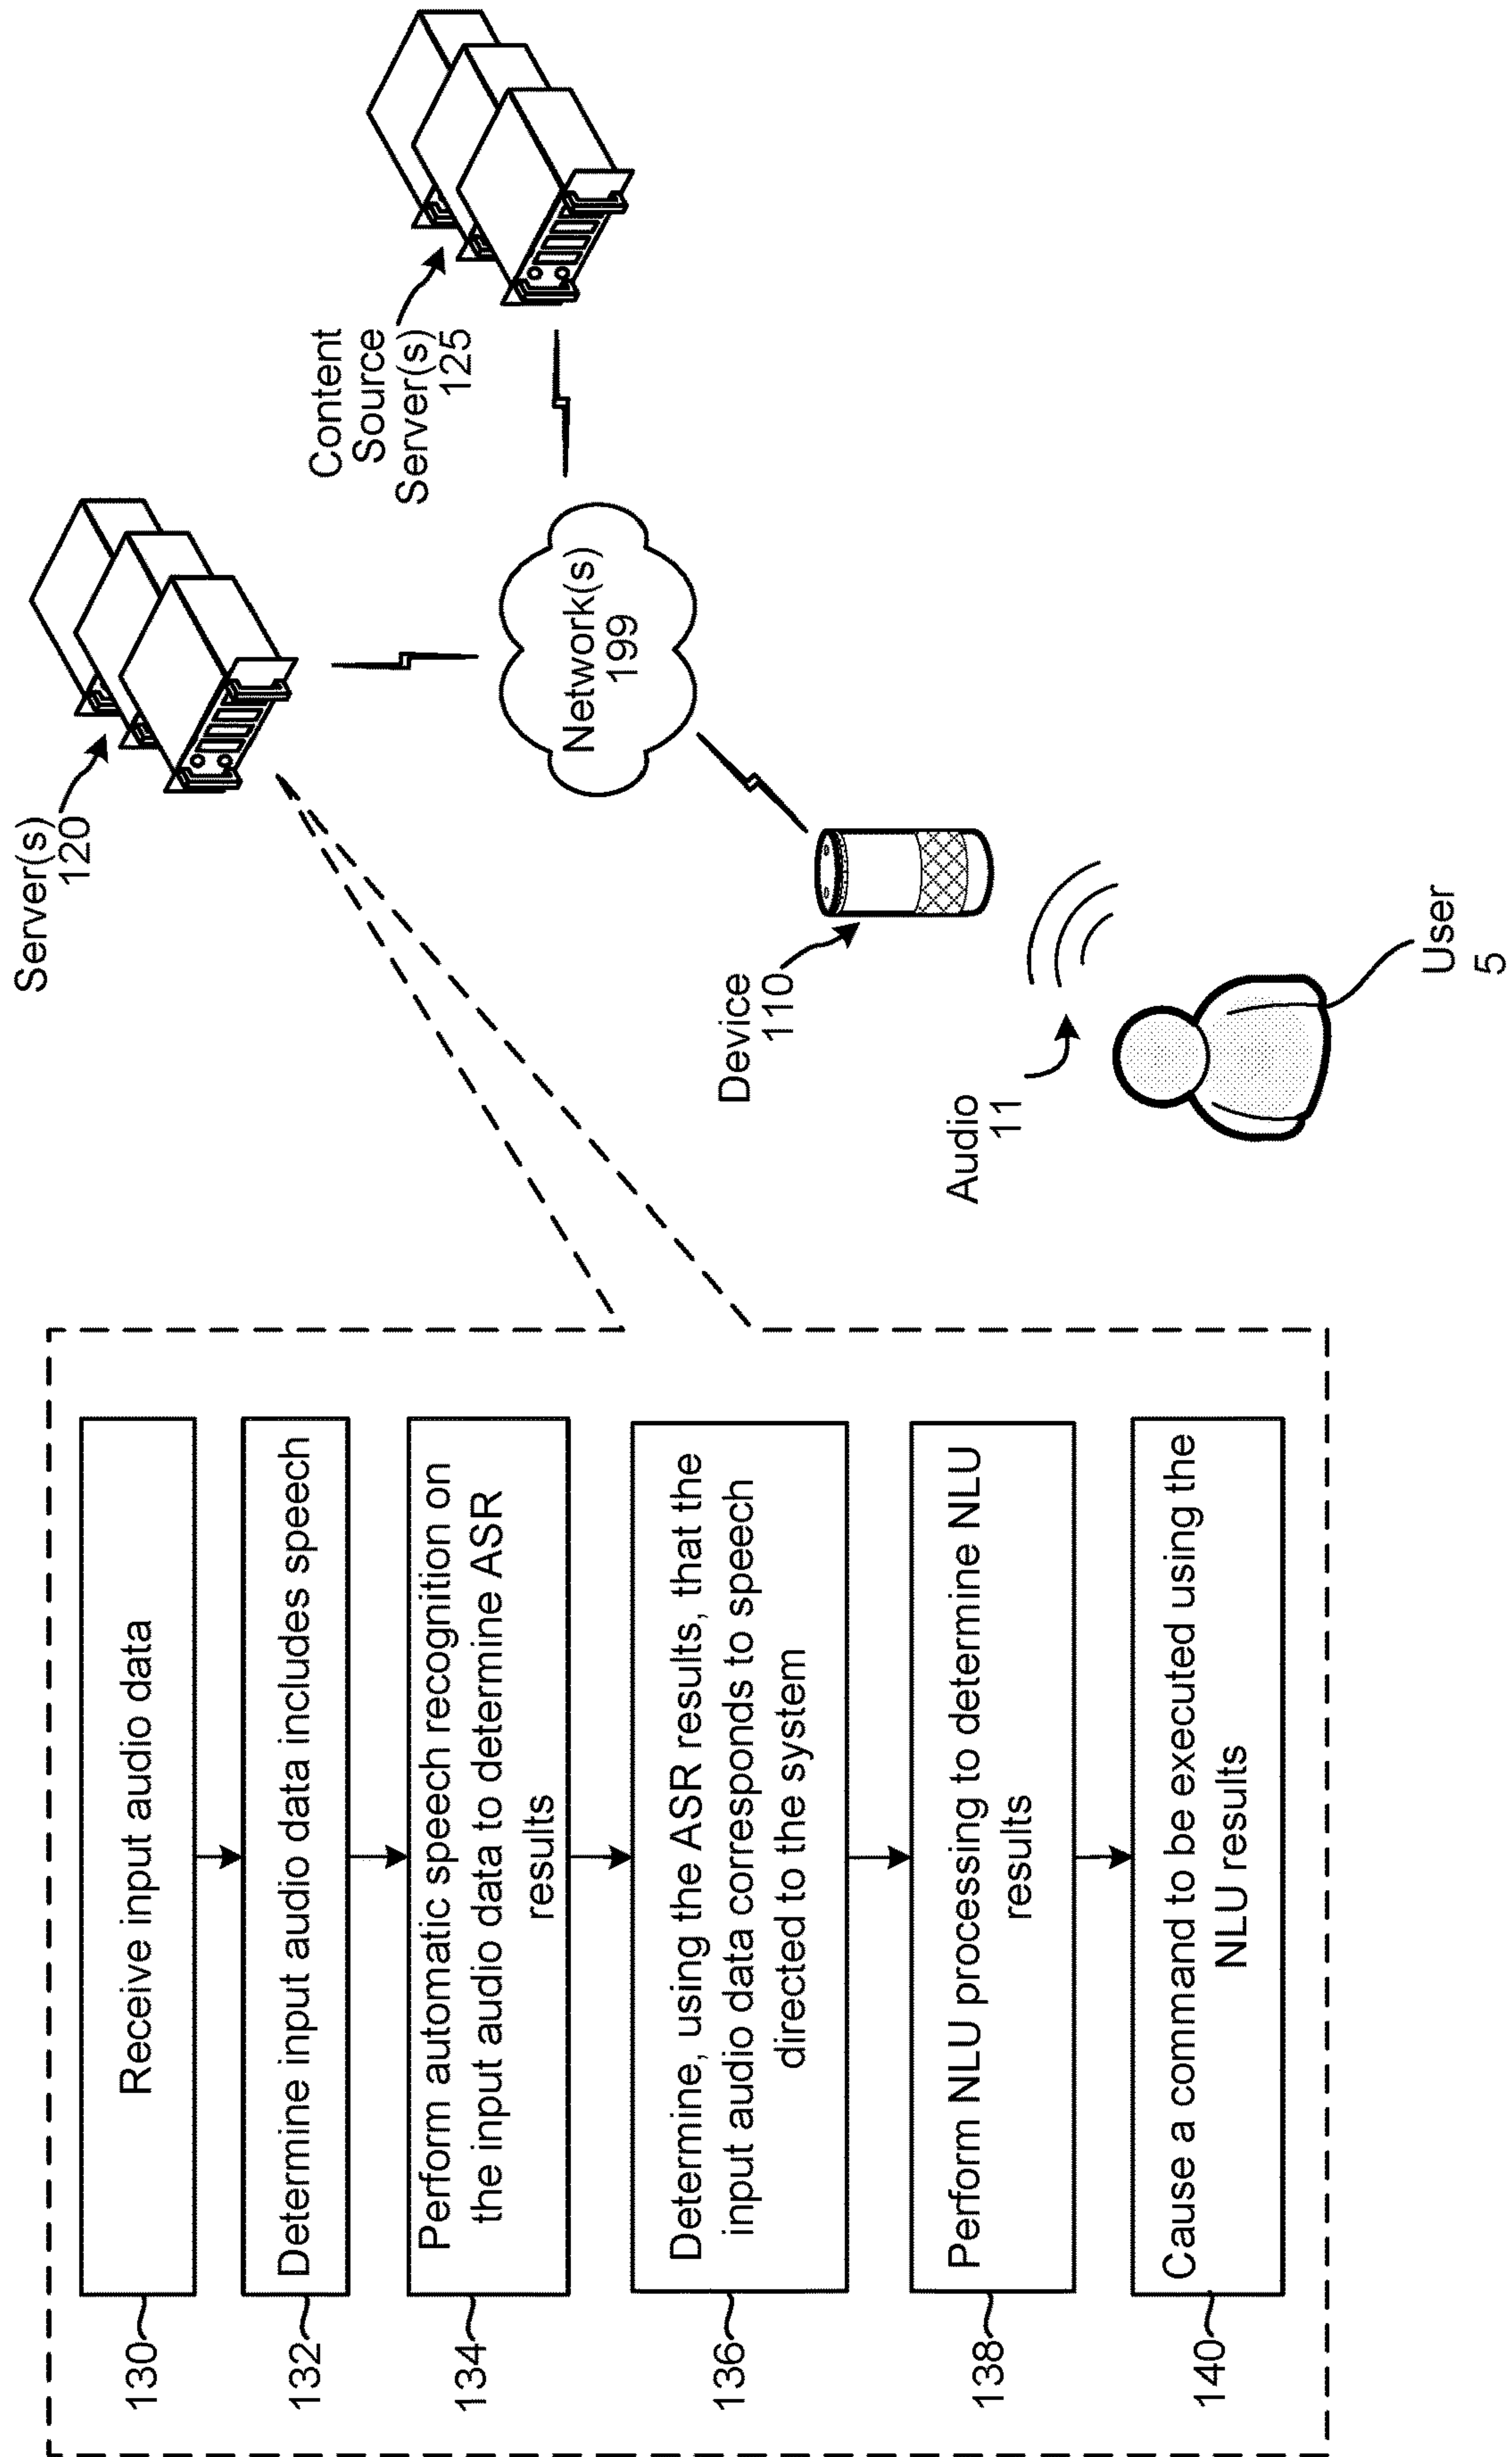 130
Receive input audio data
132
Determine input audio data includes speech
134
Perform automatic speech recognition on
the input audio data to determine ASR
results
136
Determine, using the ASR results, that the
input audio data corresponds to speech
directed to the system
138
Perform NLU processing to determine NLU
results
140
Cause a command to be executed using the
NLU results
Server(s)
120
Content
Source
Server(s)
125
Network(s)
199
Device
110
Audio
11
User
5